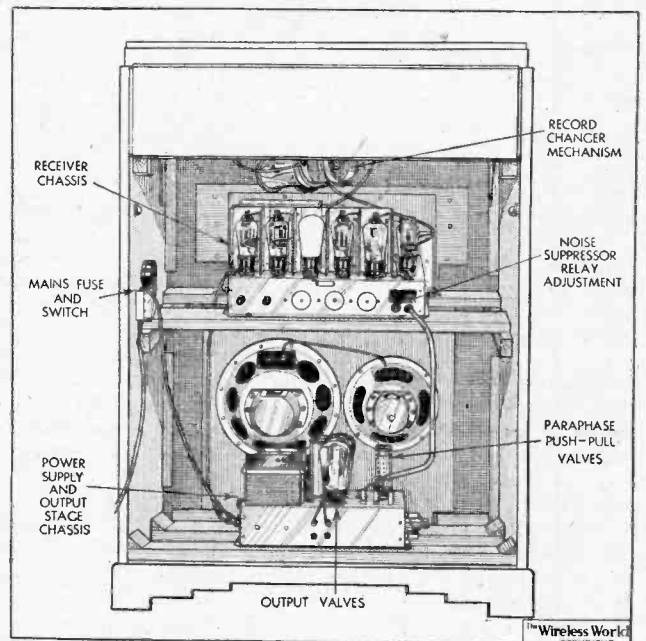 RECORD
CHANGER
MECHANISM
RECEIVER
CHASSIS
NOISE
SUPPRESSOR
RELAY
ADJUSTMENT
MAINS FUSE
AND
SWITCH
PARAPHASE
PUSH-PULL
VALVES
POWER
SUPPLY
AND
OUTPUT
STAGE
CHASSIS
OUTPUT VALVES
The Wireless World